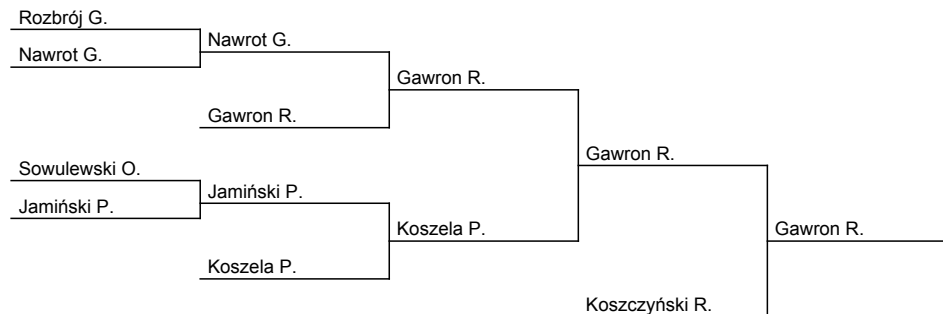 Rozbrój G.
Nawrot G.
Nawrot G.
Gawron R.
Gawron R.
Gawron R.
Sowulewski O.
Jamiński P.
Jamiński P.
Gawron R.
Koszela P.
Koszela P.
Koszczyński R.